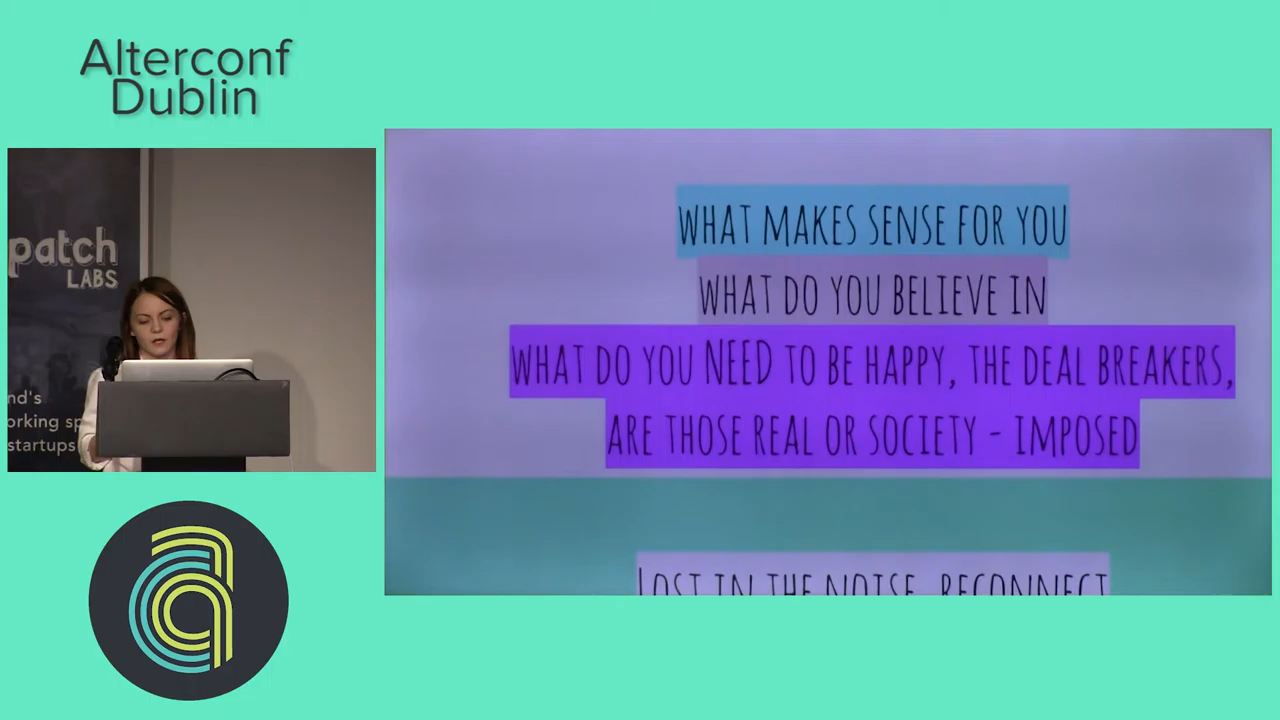 Alterconf
Dublin
patch
LABS
nd's
orking sp
startups
WHAT MAKES SENSE FOR YOU
WHAT DO YOU BELIEVE IN
WHAT DO YOU NEED TO BE HAPPY, THE DEAL BREAKERS,
ARE THOSE REAL OR SOCIETY - IMPOSED
LOST IN THE NOISE, RECONNECT